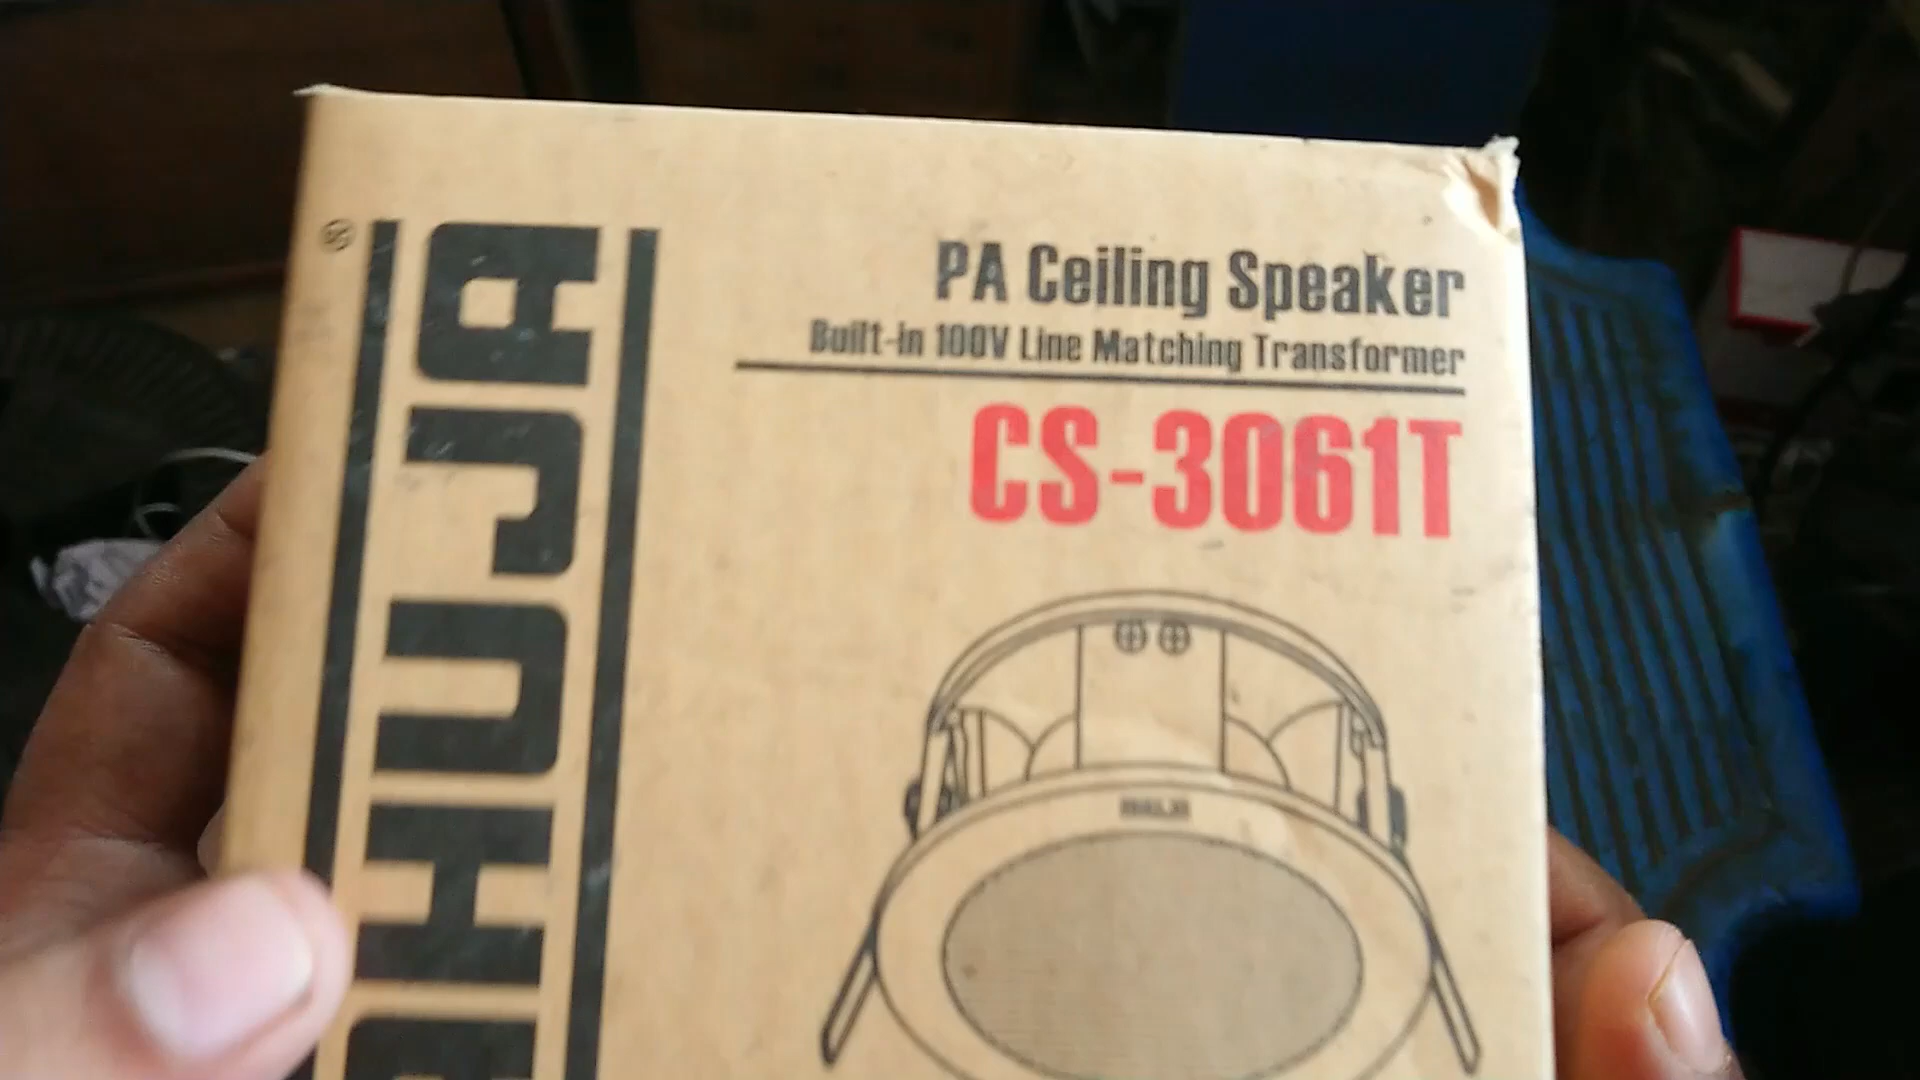 AHUJA
PA Ceiling Speaker
Built-in 100V Line Matching Transformer
CS-3061T